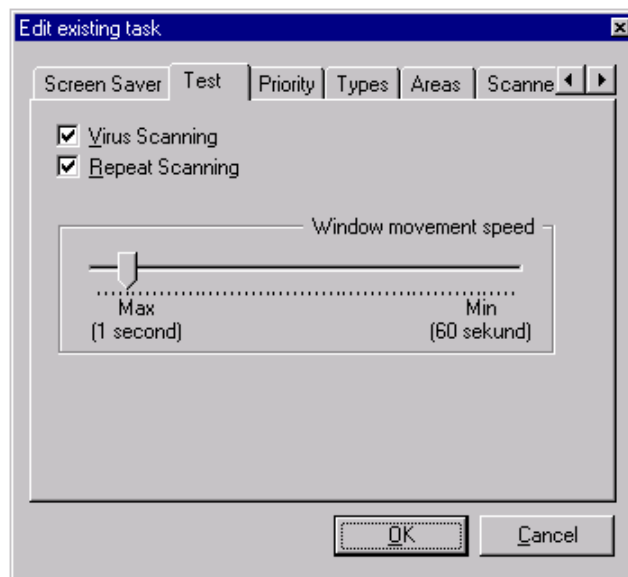 Edit existing task
Screen Saver Test Priority Types Areas Scanne
Virus Scanning
Repeat Scanning
Window movement speed
Max Min
(1 second) (60 sekund)
OK Cancel